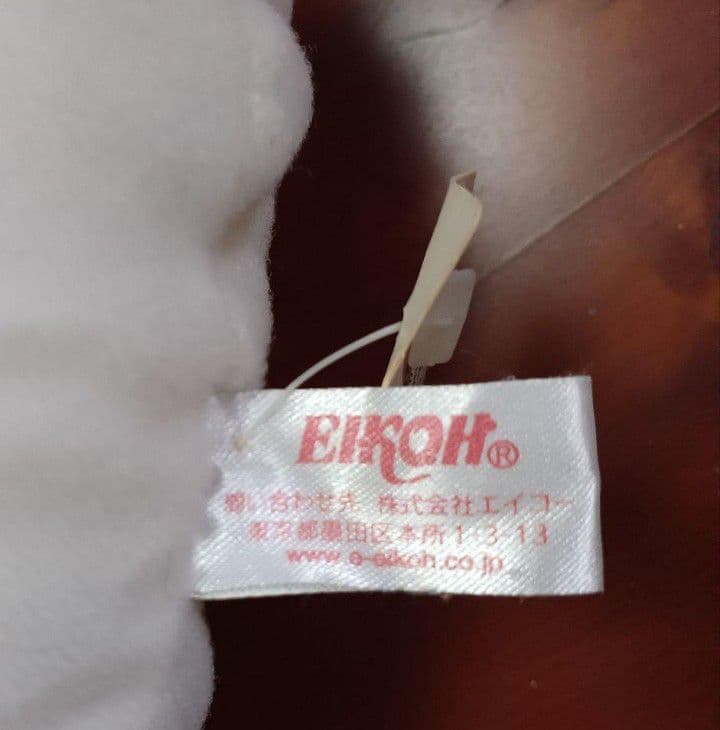 EIKOH®
問い合わせ先 株式会社エイコー
東京都墨田区本所1-3-13
www.e-eikoh.co.jp